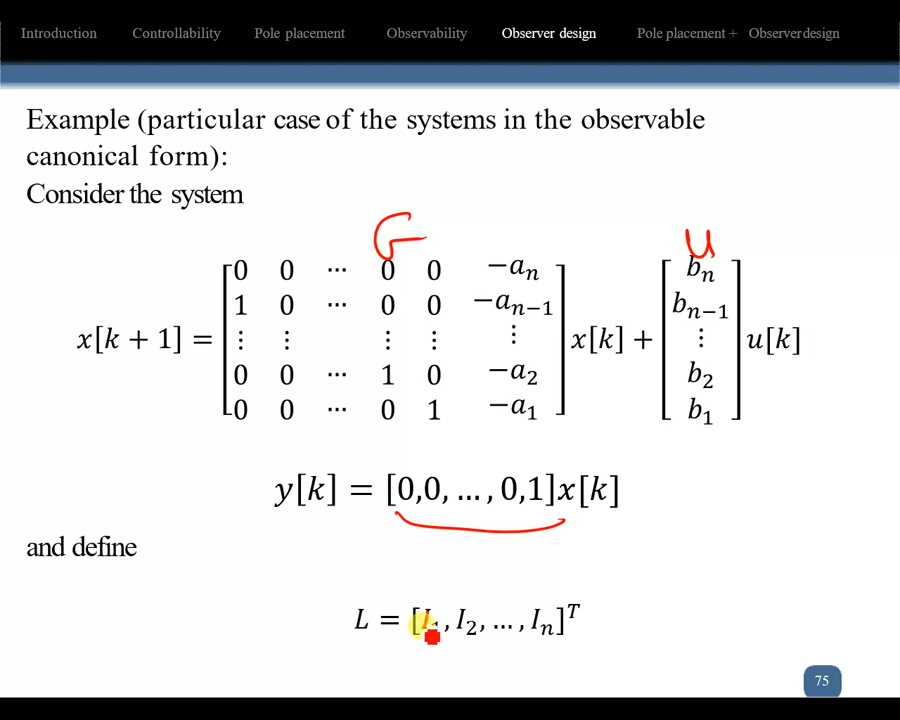 Introduction Controllability Pole placement Observability Observer design Pole placement + Observer design
Example (particular case of the systems in the observable
canonical form):
Consider the system
G u
x[k + 1] = [0 0 ⋯ 0 0 −aₙ; 1 0 ⋯ 0 0 −aₙ₋₁; ⋮ ⋮ ⋮ ⋮ ⋮; 0 0 ⋯ 1 0 −a₂; 0 0 ⋯ 0 1 −a₁] x[k] + [bₙ; bₙ₋₁; ⋮; b₂; b₁] u[k]
y[k] = [0,0, … , 0,1]x[k]
and define
L = [ , I₂, … , Iₙ]ᵀ
75